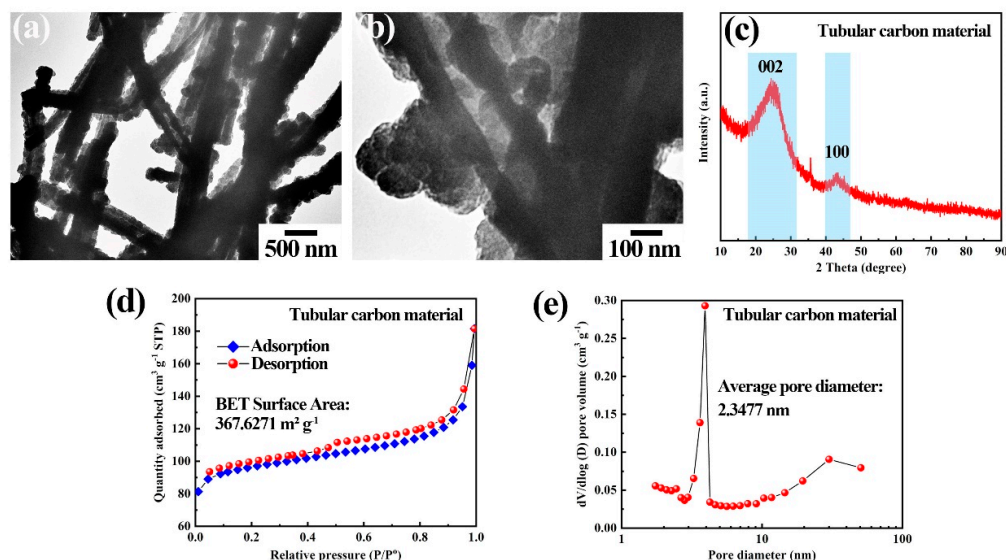 (a)
500 nm
(b)
100 nm
(c)
Tubular carbon material
002
100
Intensity (a.u.)
10 20 30 40 50 60 70 80 90
2 Theta (degree)
(d)
Tubular carbon material
Adsorption
Desorption
BET Surface Area:
367.6271 m² g⁻¹
Quantity adsorbed (cm³ g⁻¹ STP)
200
180
160
140
120
100
80
60
0.0 0.2 0.4 0.6 0.8 1.0
Relative pressure (P/P°)
(e)
Tubular carbon material
Average pore diameter:
2.3477 nm
dV/dlog (D) pore volume (cm³ g⁻¹)
0.30
0.25
0.20
0.15
0.10
0.05
0.00
1 10 100
Pore diameter (nm)